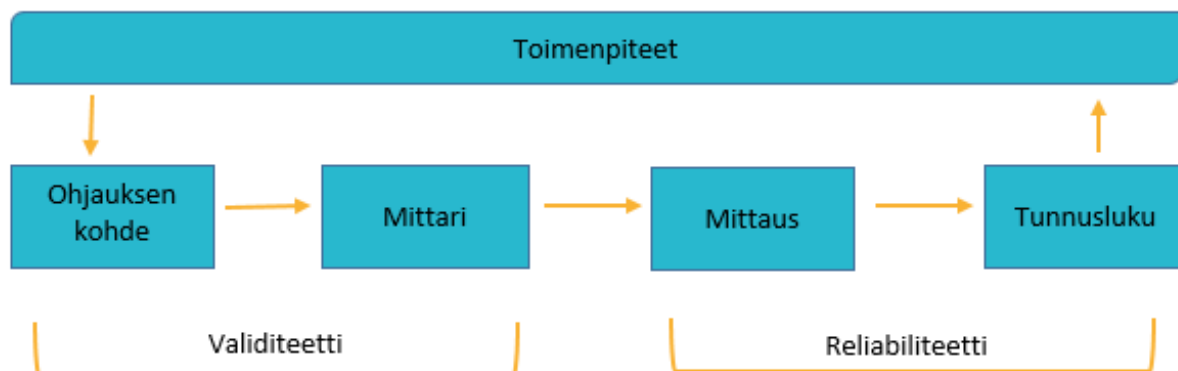 Toimenpiteet
Ohjauksen
kohde
Mittari
Mittaus
Tunnusluku
Validiteetti
Reliabiliteetti